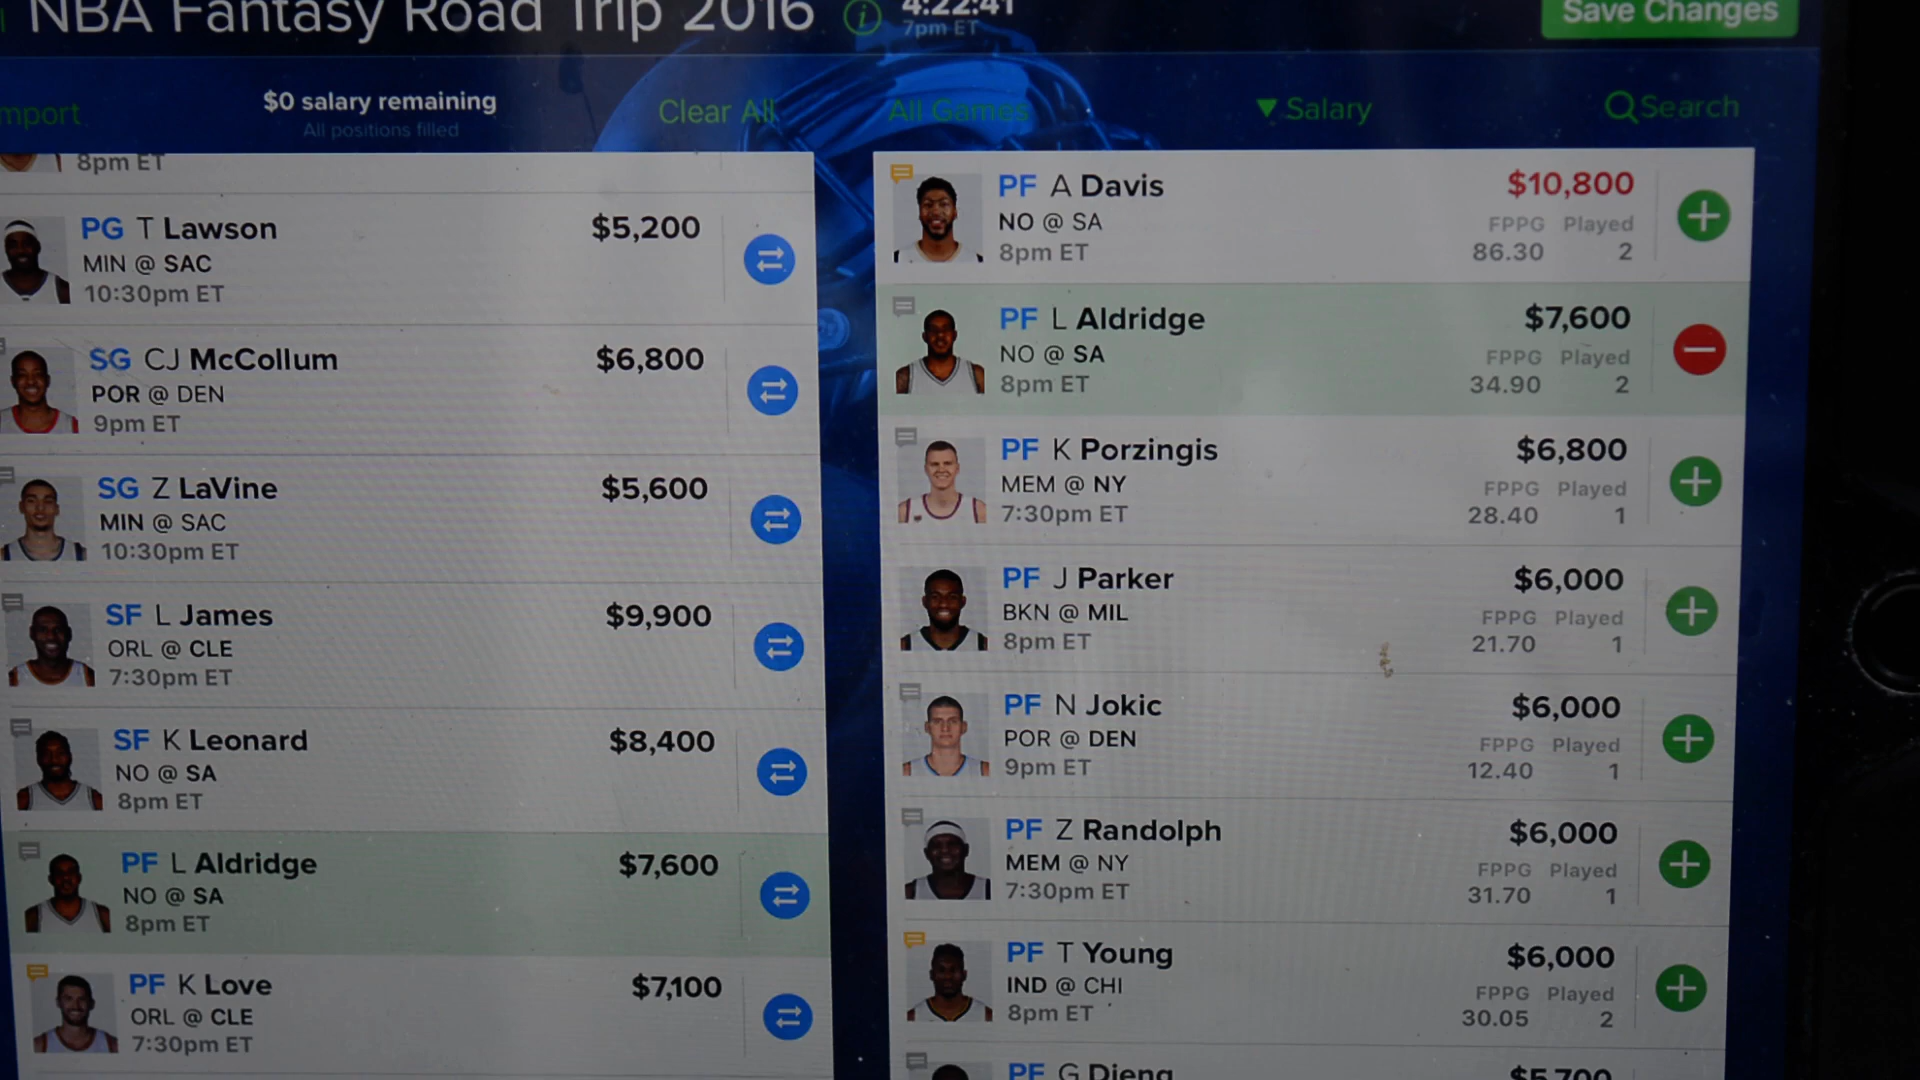 NBA Fantasy Road Trip 2016
4:22:41
7pm ET
Save Changes
mport
$0 salary remaining
All positions filled
Clear All
All Games
Salary
Search
8pm ET
PG T Lawson
$5,200
MIN @ SAC
10:30pm ET
SG CJ McCollum
$6,800
POR @ DEN
9pm ET
SG Z LaVine
$5,600
MIN @ SAC
10:30pm ET
SF L James
$9,900
ORL @ CLE
7:30pm ET
SF K Leonard
$8,400
NO @ SA
8pm ET
PF L Aldridge
$7,600
NO @ SA
8pm ET
PF K Love
$7,100
ORL @ CLE
7:30pm ET
PF A Davis
$10,800
NO @ SA
FPPG Played
8pm ET
86.30 2
PF L Aldridge
$7,600
NO @ SA
FPPG Played
8pm ET
34.90 2
PF K Porzingis
$6,800
MEM @ NY
FPPG Played
7:30pm ET
28.40 1
PF J Parker
$6,000
BKN @ MIL
FPPG Played
8pm ET
21.70 1
PF N Jokic
$6,000
POR @ DEN
FPPG Played
9pm ET
12.40 1
PF Z Randolph
$6,000
MEM @ NY
FPPG Played
7:30pm ET
31.70 1
PF T Young
$6,000
IND @ CHI
FPPG Played
8pm ET
30.05 2
PF G Dieng
$5,700